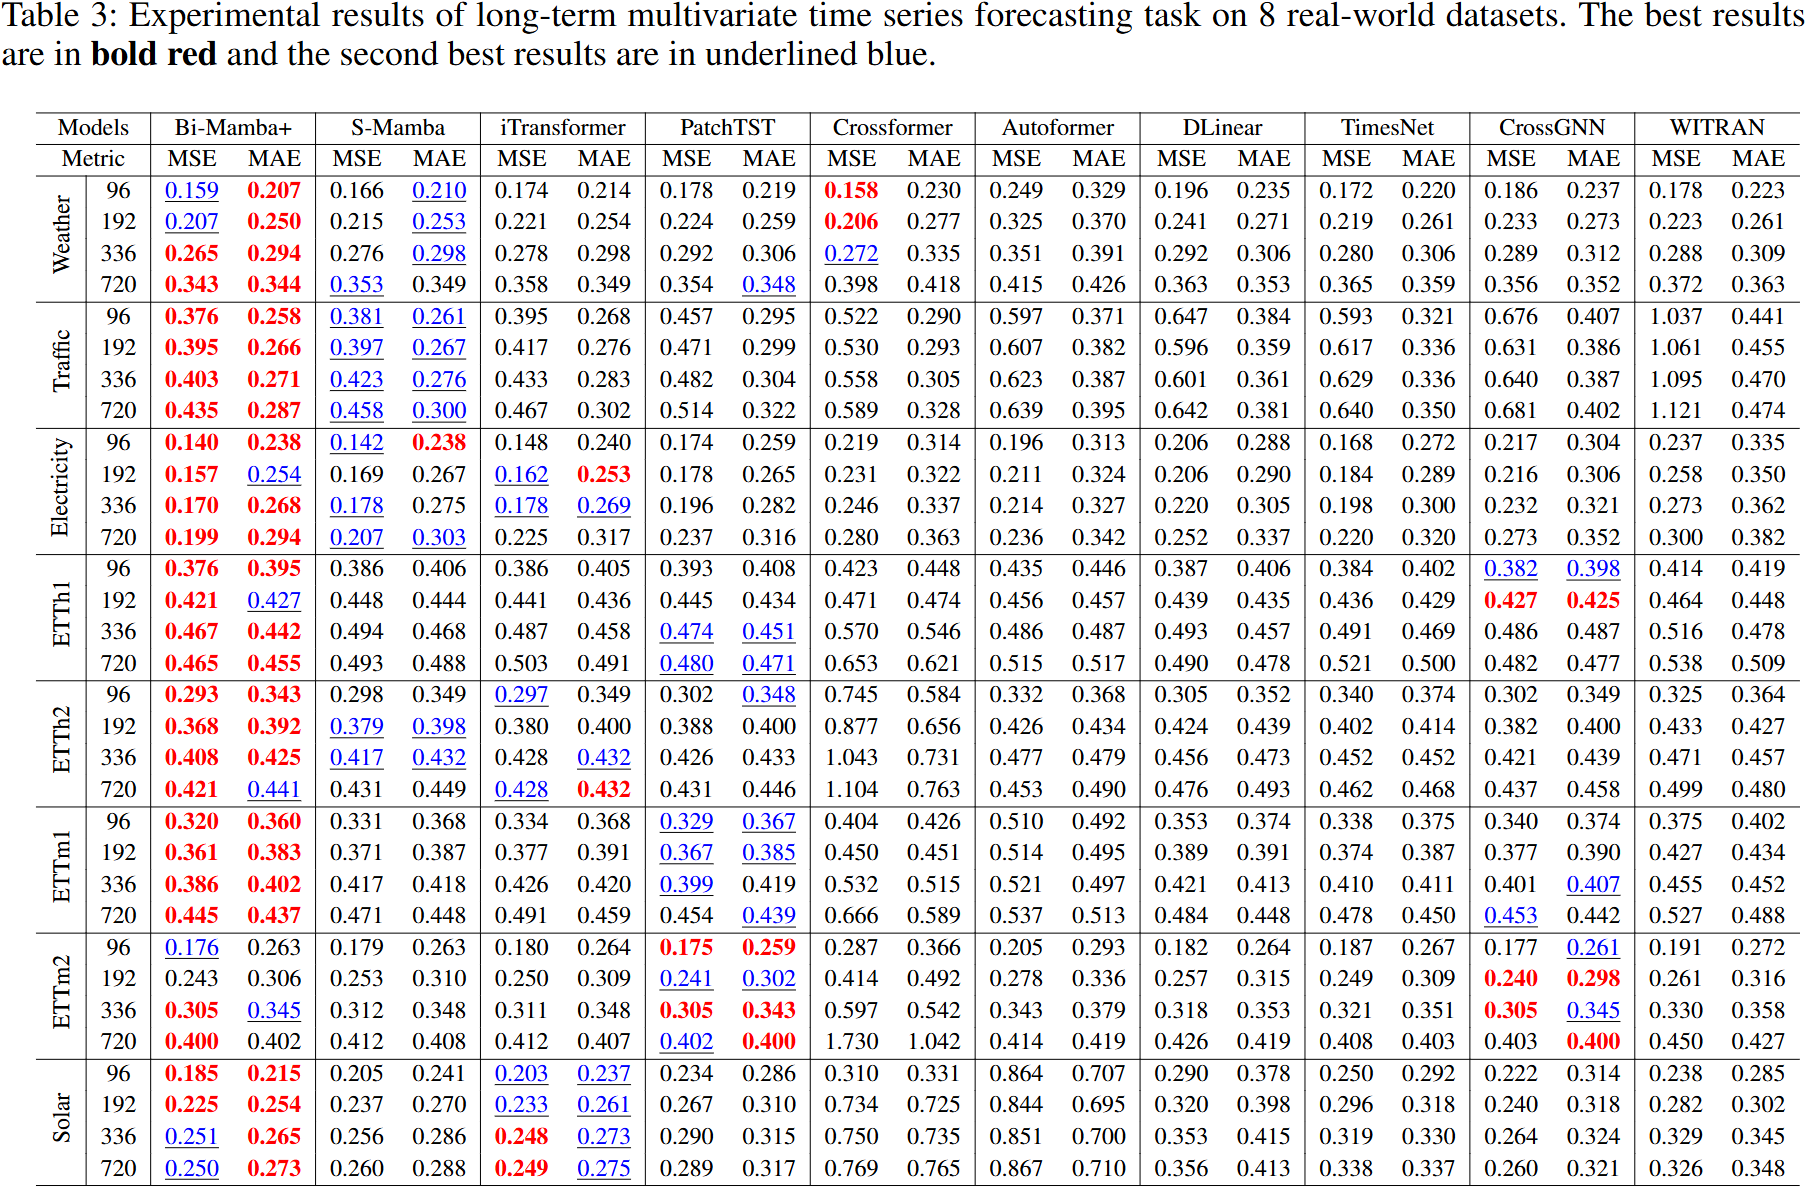 Table 3: Experimental results of long-term multivariate time series forecasting task on 8 real-world datasets. The best results
are in bold red and the second best results are in underlined blue.
Models Bi-Mamba+ S-Mamba iTransformer PatchTST Crossformer Autoformer DLinear TimesNet CrossGNN WITRAN
Metric MSE MAE MSE MAE MSE MAE MSE MAE MSE MAE MSE MAE MSE MAE MSE MAE MSE MAE MSE MAE
Weather
96 0.159 0.207 0.166 0.210 0.174 0.214 0.178 0.219 0.158 0.230 0.249 0.329 0.196 0.235 0.172 0.220 0.186 0.237 0.178 0.223
192 0.207 0.250 0.215 0.253 0.221 0.254 0.224 0.259 0.206 0.277 0.325 0.370 0.241 0.271 0.219 0.261 0.233 0.273 0.223 0.261
336 0.265 0.294 0.276 0.298 0.278 0.298 0.292 0.306 0.272 0.335 0.351 0.391 0.292 0.306 0.280 0.306 0.289 0.312 0.288 0.309
720 0.343 0.344 0.353 0.349 0.358 0.349 0.354 0.348 0.398 0.418 0.415 0.426 0.363 0.353 0.365 0.359 0.356 0.352 0.372 0.363
Traffic
96 0.376 0.258 0.381 0.261 0.395 0.268 0.457 0.295 0.522 0.290 0.597 0.371 0.647 0.384 0.593 0.321 0.676 0.407 1.037 0.441
192 0.395 0.266 0.397 0.267 0.417 0.276 0.471 0.299 0.530 0.293 0.607 0.382 0.596 0.359 0.617 0.336 0.631 0.386 1.061 0.455
336 0.403 0.271 0.423 0.276 0.433 0.283 0.482 0.304 0.558 0.305 0.623 0.387 0.601 0.361 0.629 0.336 0.640 0.387 1.095 0.470
720 0.435 0.287 0.458 0.300 0.467 0.302 0.514 0.322 0.589 0.328 0.639 0.395 0.642 0.381 0.640 0.350 0.681 0.402 1.121 0.474
Electricity
96 0.140 0.238 0.142 0.238 0.148 0.240 0.174 0.259 0.219 0.314 0.196 0.313 0.206 0.288 0.168 0.272 0.217 0.304 0.237 0.335
192 0.157 0.254 0.169 0.267 0.162 0.253 0.178 0.265 0.231 0.322 0.211 0.324 0.206 0.290 0.184 0.289 0.216 0.306 0.258 0.350
336 0.170 0.268 0.178 0.275 0.178 0.269 0.196 0.282 0.246 0.337 0.214 0.327 0.220 0.305 0.198 0.300 0.232 0.321 0.273 0.362
720 0.199 0.294 0.207 0.303 0.225 0.317 0.237 0.316 0.280 0.363 0.236 0.342 0.252 0.337 0.220 0.320 0.273 0.352 0.300 0.382
ETTh1
96 0.376 0.395 0.386 0.406 0.386 0.405 0.393 0.408 0.423 0.448 0.435 0.446 0.387 0.406 0.384 0.402 0.382 0.398 0.414 0.419
192 0.421 0.427 0.448 0.444 0.441 0.436 0.445 0.434 0.471 0.474 0.456 0.457 0.439 0.435 0.436 0.429 0.427 0.425 0.464 0.448
336 0.467 0.442 0.494 0.468 0.487 0.458 0.474 0.451 0.570 0.546 0.486 0.487 0.493 0.457 0.491 0.469 0.486 0.487 0.516 0.478
720 0.465 0.455 0.493 0.488 0.503 0.491 0.480 0.471 0.653 0.621 0.515 0.517 0.490 0.478 0.521 0.500 0.482 0.477 0.538 0.509
ETTh2
96 0.293 0.343 0.298 0.349 0.297 0.349 0.302 0.348 0.745 0.584 0.332 0.368 0.305 0.352 0.340 0.374 0.302 0.349 0.325 0.364
192 0.368 0.392 0.379 0.398 0.380 0.400 0.388 0.400 0.877 0.656 0.426 0.434 0.424 0.439 0.402 0.414 0.382 0.400 0.433 0.427
336 0.408 0.425 0.417 0.432 0.428 0.432 0.426 0.433 1.043 0.731 0.477 0.479 0.456 0.473 0.452 0.452 0.421 0.439 0.471 0.457
720 0.421 0.441 0.431 0.449 0.428 0.432 0.431 0.446 1.104 0.763 0.453 0.490 0.476 0.493 0.462 0.468 0.437 0.458 0.499 0.480
ETTm1
96 0.320 0.360 0.331 0.368 0.334 0.368 0.329 0.367 0.404 0.426 0.510 0.492 0.353 0.374 0.338 0.375 0.340 0.374 0.375 0.402
192 0.361 0.383 0.371 0.387 0.377 0.391 0.367 0.385 0.450 0.451 0.514 0.495 0.389 0.391 0.374 0.387 0.377 0.390 0.427 0.434
336 0.386 0.402 0.417 0.418 0.426 0.420 0.399 0.419 0.532 0.515 0.521 0.497 0.421 0.413 0.410 0.411 0.401 0.407 0.455 0.452
720 0.445 0.437 0.471 0.448 0.491 0.459 0.454 0.439 0.666 0.589 0.537 0.513 0.484 0.448 0.478 0.450 0.453 0.442 0.527 0.488
ETTm2
96 0.176 0.263 0.179 0.263 0.180 0.264 0.175 0.259 0.287 0.366 0.205 0.293 0.182 0.264 0.187 0.267 0.177 0.261 0.191 0.272
192 0.243 0.306 0.253 0.310 0.250 0.309 0.241 0.302 0.414 0.492 0.278 0.336 0.257 0.315 0.249 0.309 0.240 0.298 0.261 0.316
336 0.305 0.345 0.312 0.348 0.311 0.348 0.305 0.343 0.597 0.542 0.343 0.379 0.318 0.353 0.321 0.351 0.305 0.345 0.330 0.358
720 0.400 0.402 0.412 0.408 0.412 0.407 0.402 0.400 1.730 1.042 0.414 0.419 0.426 0.419 0.408 0.403 0.403 0.400 0.450 0.427
Solar
96 0.185 0.215 0.205 0.241 0.203 0.237 0.234 0.286 0.310 0.331 0.864 0.707 0.290 0.378 0.250 0.292 0.222 0.314 0.238 0.285
192 0.225 0.254 0.237 0.270 0.233 0.261 0.267 0.310 0.734 0.725 0.844 0.695 0.320 0.398 0.296 0.318 0.240 0.318 0.282 0.302
336 0.251 0.265 0.256 0.286 0.248 0.273 0.290 0.315 0.750 0.735 0.851 0.700 0.353 0.415 0.319 0.330 0.264 0.324 0.329 0.345
720 0.250 0.273 0.260 0.288 0.249 0.275 0.289 0.317 0.769 0.765 0.867 0.710 0.356 0.413 0.338 0.337 0.260 0.321 0.326 0.348